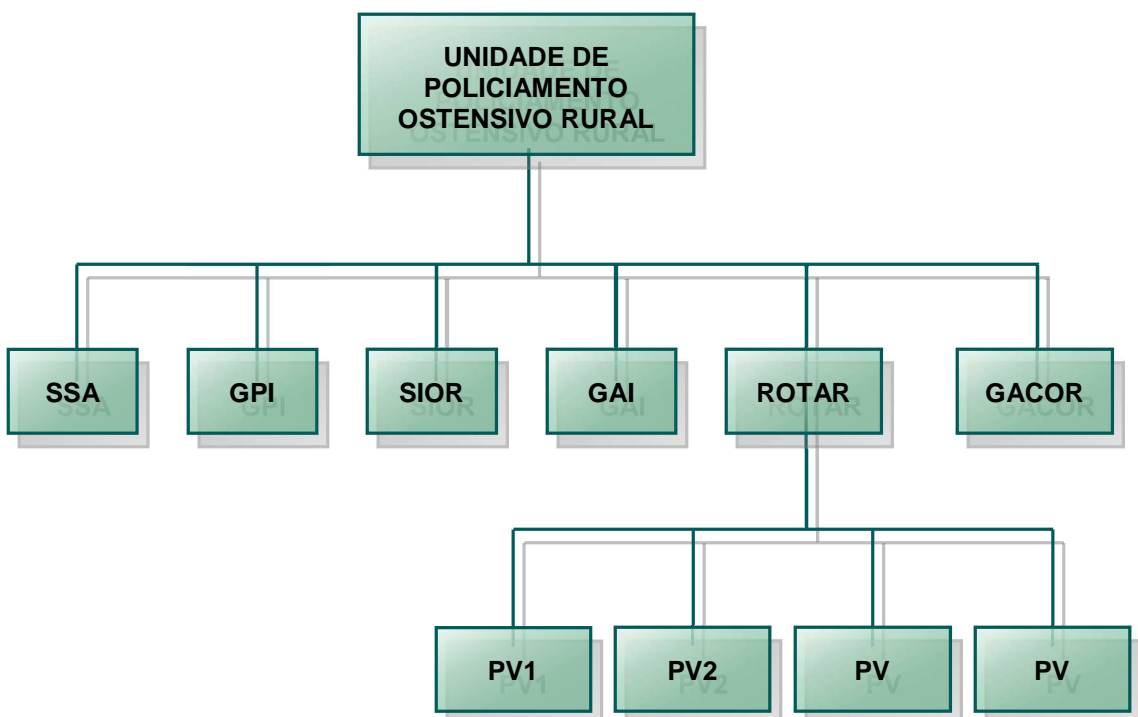 UNIDADE DE
POLICIAMENTO
OSTENSIVO RURAL
SSA
GPI
SIOR
GAI
ROTAR
GACOR
PV1
PV2
PV
PV